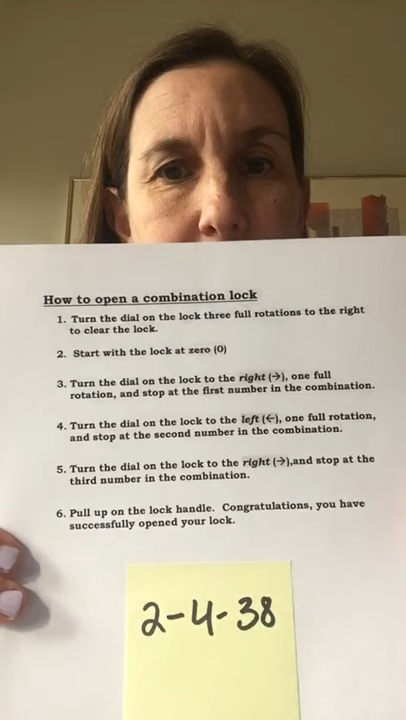 How to open a combination lock
1. Turn the dial on the lock three full rotations to the right
to clear the lock.
2. Start with the lock at zero (0)
3. Turn the dial on the lock to the right (→), one full
rotation, and stop at the first number in the combination.
4. Turn the dial on the lock to the left (←), one full rotation,
and stop at the second number in the combination.
5. Turn the dial on the lock to the right (→),and stop at the
third number in the combination.
6. Pull up on the lock handle. Congratulations, you have
successfully opened your lock.
2-4-38